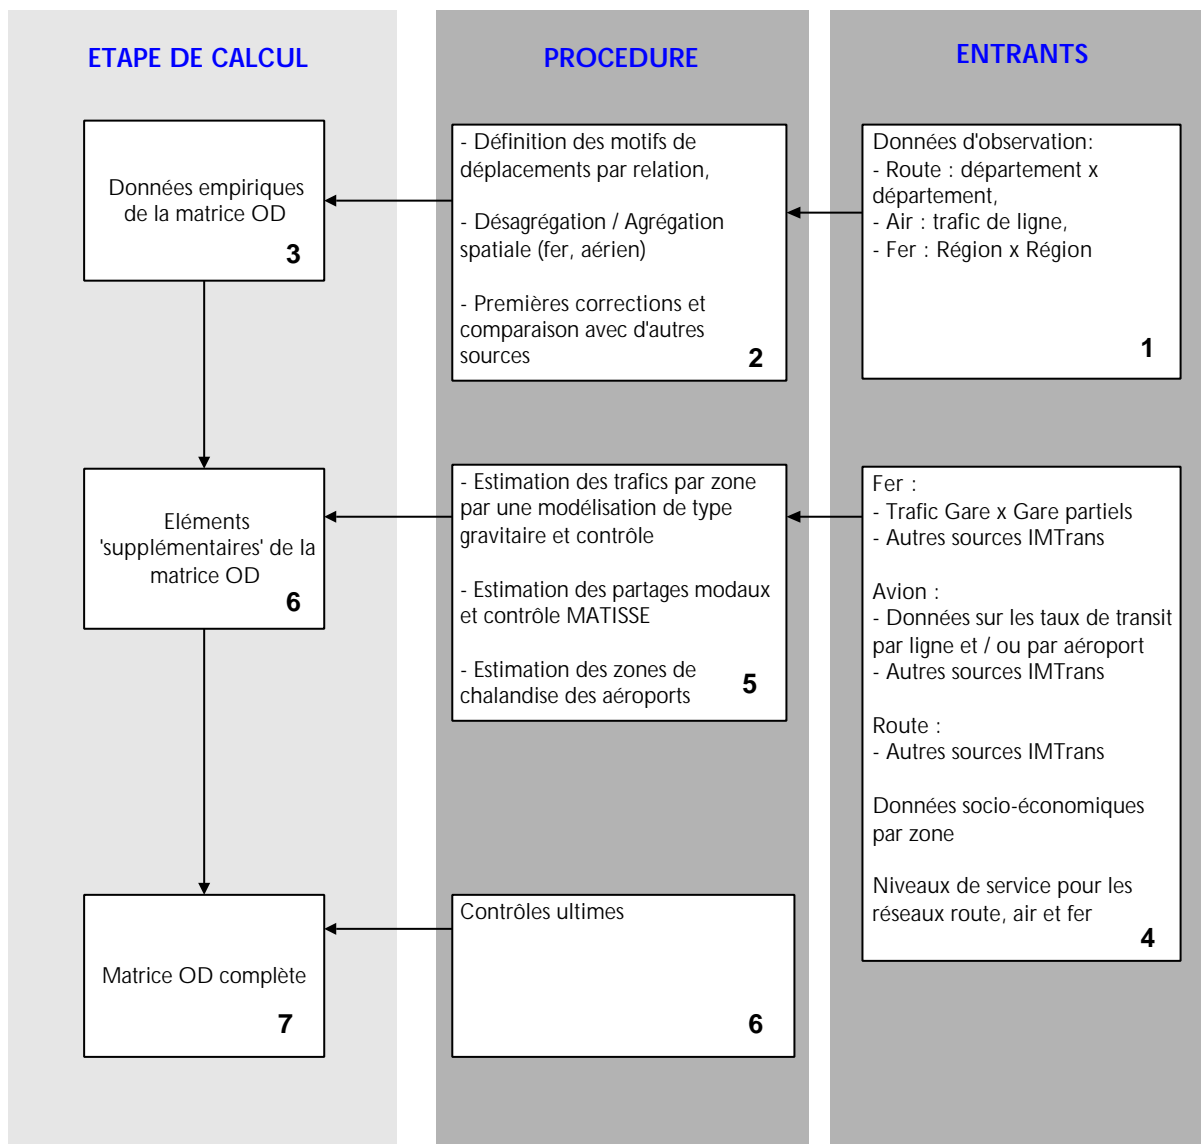 ETAPE DE CALCUL
PROCEDURE
ENTRANTS
Données empiriques
de la matrice OD
3
- Définition des motifs de
déplacements par relation,
- Désagrégation / Agrégation
spatiale (fer, aérien)
- Premières corrections et
comparaison avec d'autres
sources
2
Données d'observation:
- Route : département x
département,
- Air : trafic de ligne,
- Fer : Région x Région
1
Eléments
'supplémentaires' de la
matrice OD
6
- Estimation des trafics par zone
par une modélisation de type
gravitaire et contrôle
- Estimation des partages modaux
et contrôle MATISSE
- Estimation des zones de
chalandise des aéroports
5
Fer :
- Trafic Gare x Gare partiels
- Autres sources IMTrans
Avion :
- Données sur les taux de transit
par ligne et / ou par aéroport
- Autres sources IMTrans
Route :
- Autres sources IMTrans
Données socio-économiques
par zone
Niveaux de service pour les
réseaux route, air et fer
4
Matrice OD complète
7
Contrôles ultimes
6